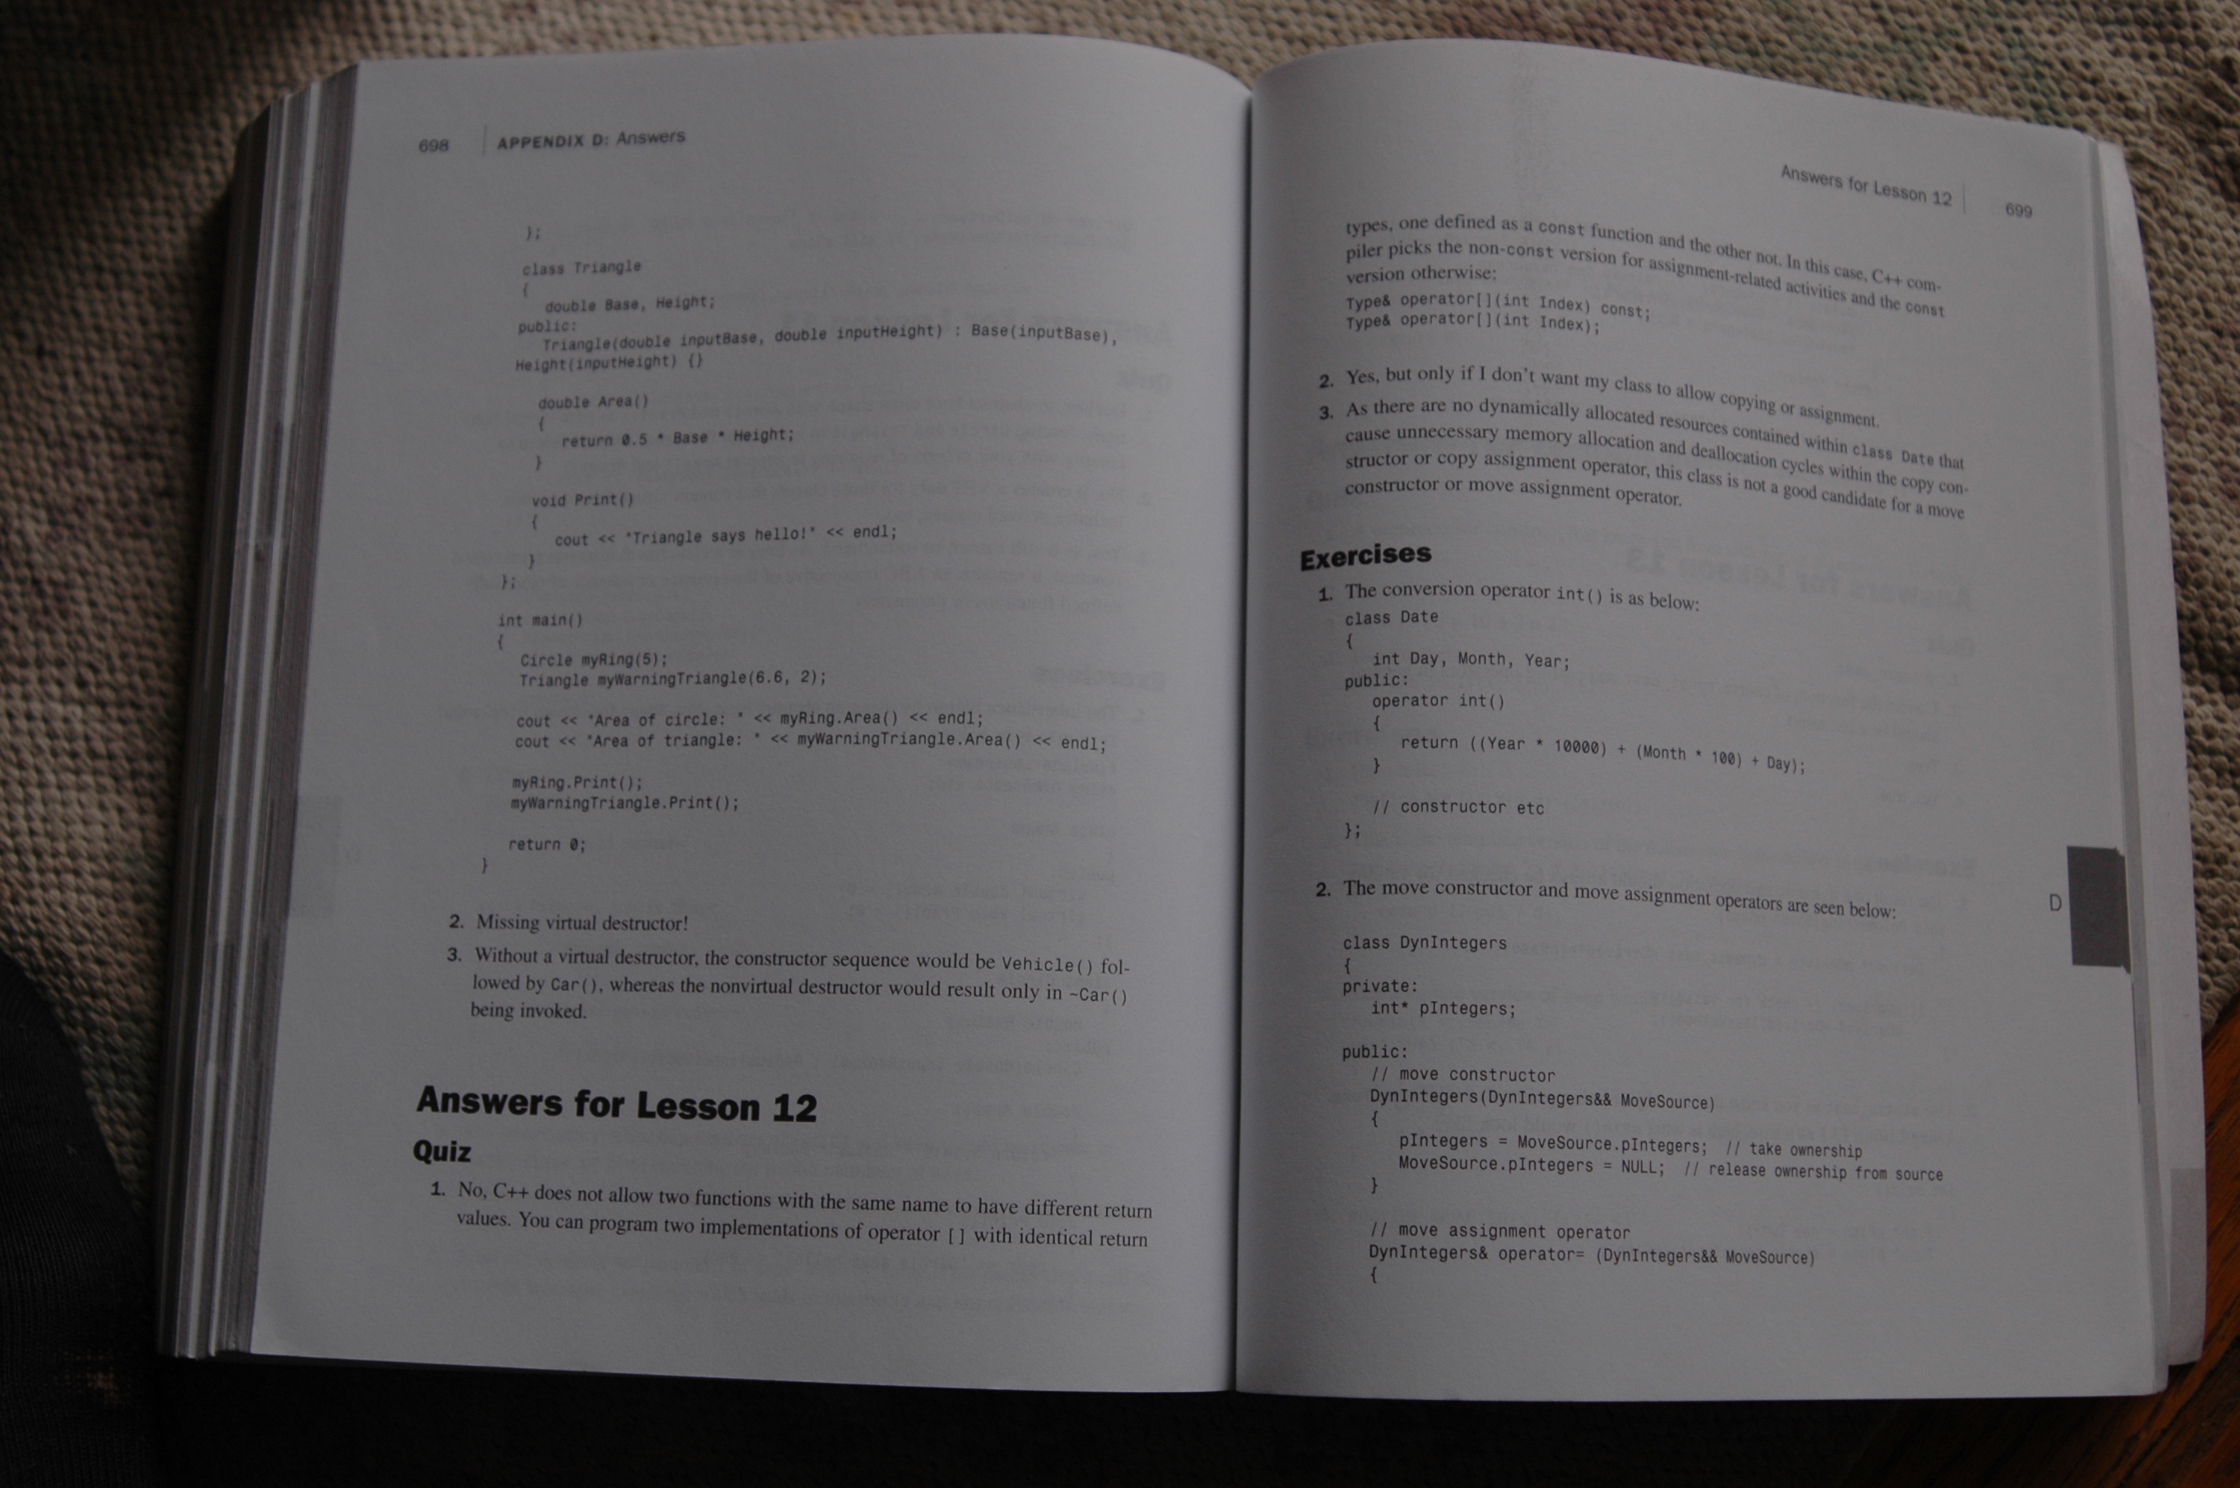 698 APPENDIX D: Answers
};
class Triangle
{
double Base, Height;
public:
Triangle(double inputBase, double inputHeight) : Base(inputBase),
Height(inputHeight) {}
double Area()
{
return 0.5 * Base * Height;
}
void Print()
{
cout << "Triangle says hello!" << endl;
}
};
int main()
{
Circle myRing(5);
Triangle myWarningTriangle(6.6, 2);
cout << "Area of circle: " << myRing.Area() << endl;
cout << "Area of triangle: " << myWarningTriangle.Area() << endl;
myRing.Print();
myWarningTriangle.Print();
return 0;
}
2. Missing virtual destructor!
3. Without a virtual destructor, the constructor sequence would be Vehicle() fol-
lowed by Car(), whereas the nonvirtual destructor would result only in ~Car()
being invoked.
Answers for Lesson 12
Quiz
1. No, C++ does not allow two functions with the same name to have different return
values. You can program two implementations of operator [] with identical return
Answers for Lesson 12 699
types, one defined as a const function and the other not. In this case, C++ com-
piler picks the non-const version for assignment-related activities and the const
version otherwise:
Type& operator[](int Index) const;
Type& operator[](int Index);
2. Yes, but only if I don't want my class to allow copying or assignment.
3. As there are no dynamically allocated resources contained within class Date that
cause unnecessary memory allocation and deallocation cycles within the copy con-
structor or copy assignment operator, this class is not a good candidate for a move
constructor or move assignment operator.
Exercises
1. The conversion operator int() is as below:
class Date
{
int Day, Month, Year;
public:
operator int()
{
return ((Year * 10000) + (Month * 100) + Day);
}
// constructor etc
};
D
2. The move constructor and move assignment operators are seen below:
class DynIntegers
{
private:
int* pIntegers;
public:
// move constructor
DynIntegers(DynIntegers&& MoveSource)
{
pIntegers = MoveSource.pIntegers; // take ownership
MoveSource.pIntegers = NULL; // release ownership from source
}
// move assignment operator
DynIntegers& operator= (DynIntegers&& MoveSource)
{